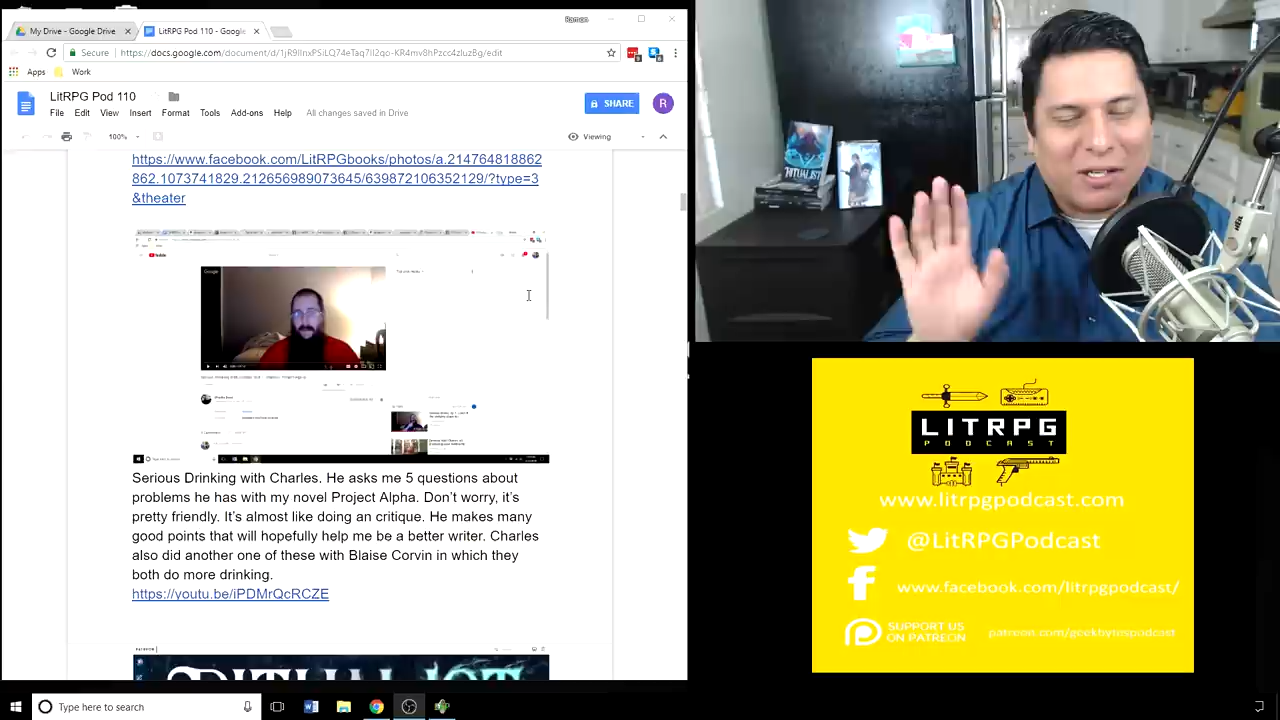 Ramon
My Drive - Google Drive
LitRPG Pod 110 - Google
Secure
https://docs.google.com/document/d/1jR9IlnxPSiLQ74eTaq7Il2qo-KR4mv8hPzcc4zluzBg/edit
Apps
Work
LitRPG Pod 110
File Edit View Insert Format Tools Add-ons Help All changes saved in Drive
SHARE
R
100%
Viewing
https://www.facebook.com/LitRPGbooks/photos/a.214764818862
862.1073741829.212656989073645/639872106352129/?type=3
&theater
YouTube
Google
Serious Drinking with Charles. He asks me 5 questions about
problems he has with my novel Project Alpha. Don’t worry, it’s
pretty friendly. It’s almost like doing an critique. He makes many
good points that will hopefully help me be a better writer. Charles
also did another one of these with Blaise Corvin in which they
both do more drinking.
https://youtu.be/iPDMrQcRCZE
FACEBOOK
RITUALIST
Type here to search
RITUALIST
LITRPG
PODCAST
www.litrpgpodcast.com
@LitRPGPodcast
www.facebook.com/litrpgpodcast/
SUPPORT US
ON PATREON
patreon.com/geekbytespodcast